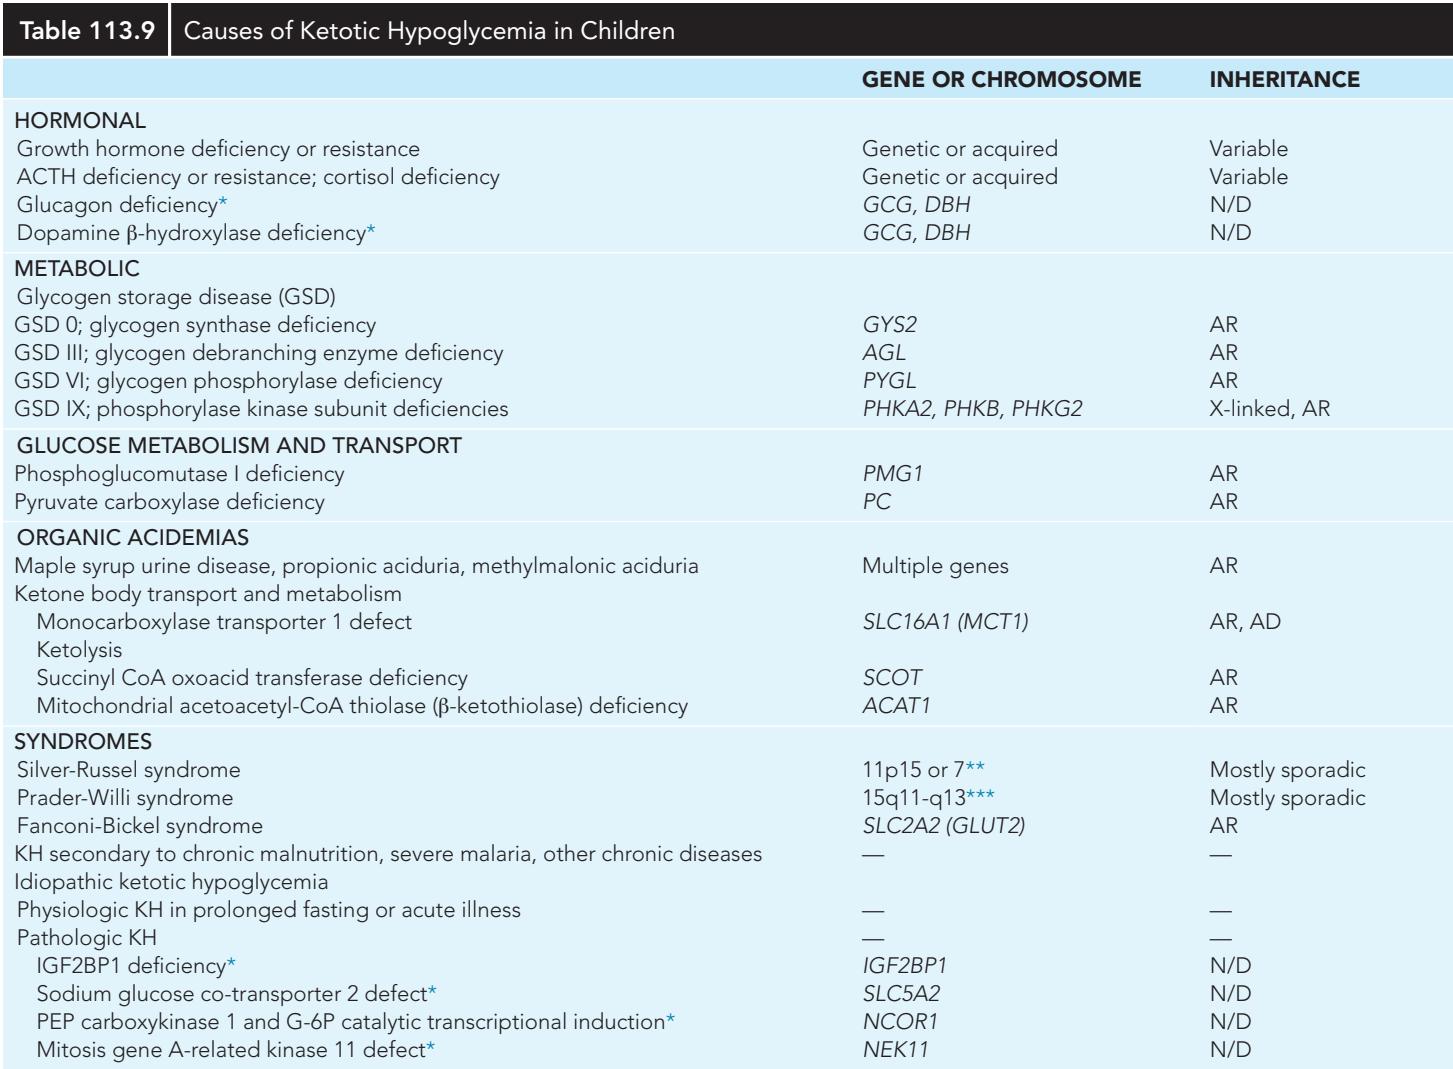 Table 113.9 Causes of Ketotic Hypoglycemia in Children
GENE OR CHROMOSOME INHERITANCE
HORMONAL
Growth hormone deficiency or resistance Genetic or acquired Variable
ACTH deficiency or resistance; cortisol deficiency Genetic or acquired Variable
Glucagon deficiency* GCG, DBH N/D
Dopamine β-hydroxylase deficiency* GCG, DBH N/D
METABOLIC
Glycogen storage disease (GSD)
GSD 0; glycogen synthase deficiency GYS2 AR
GSD III; glycogen debranching enzyme deficiency AGL AR
GSD VI; glycogen phosphorylase deficiency PYGL AR
GSD IX; phosphorylase kinase subunit deficiencies PHKA2, PHKB, PHKG2 X-linked, AR
GLUCOSE METABOLISM AND TRANSPORT
Phosphoglucomutase I deficiency PMG1 AR
Pyruvate carboxylase deficiency PC AR
ORGANIC ACIDEMIAS
Maple syrup urine disease, propionic aciduria, methylmalonic aciduria Multiple genes AR
Ketone body transport and metabolism
Monocarboxylase transporter 1 defect SLC16A1 (MCT1) AR, AD
Ketolysis
Succinyl CoA oxoacid transferase deficiency SCOT AR
Mitochondrial acetoacetyl-CoA thiolase (β-ketothiolase) deficiency ACAT1 AR
SYNDROMES
Silver-Russel syndrome 11p15 or 7** Mostly sporadic
Prader-Willi syndrome 15q11-q13*** Mostly sporadic
Fanconi-Bickel syndrome SLC2A2 (GLUT2) AR
KH secondary to chronic malnutrition, severe malaria, other chronic diseases — —
Idiopathic ketotic hypoglycemia
Physiologic KH in prolonged fasting or acute illness — —
Pathologic KH — —
IGF2BP1 deficiency* IGF2BP1 N/D
Sodium glucose co-transporter 2 defect* SLC5A2 N/D
PEP carboxykinase 1 and G-6P catalytic transcriptional induction* NCOR1 N/D
Mitosis gene A-related kinase 11 defect* NEK11 N/D